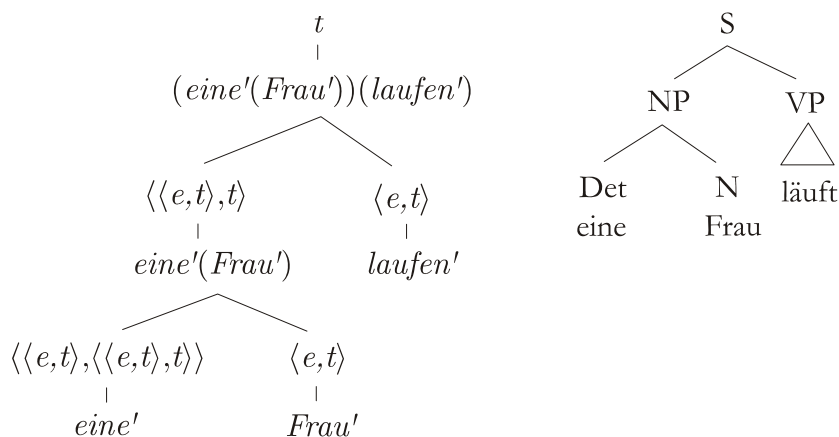 t
(eine′(Frau′))(laufen′)
⟨⟨e,t⟩,t⟩ ⟨e,t⟩
eine′(Frau′) laufen′
⟨⟨e,t⟩,⟨⟨e,t⟩,t⟩⟩ ⟨e,t⟩
eine′ Frau′
S
NP VP
Det N läuft
eine Frau